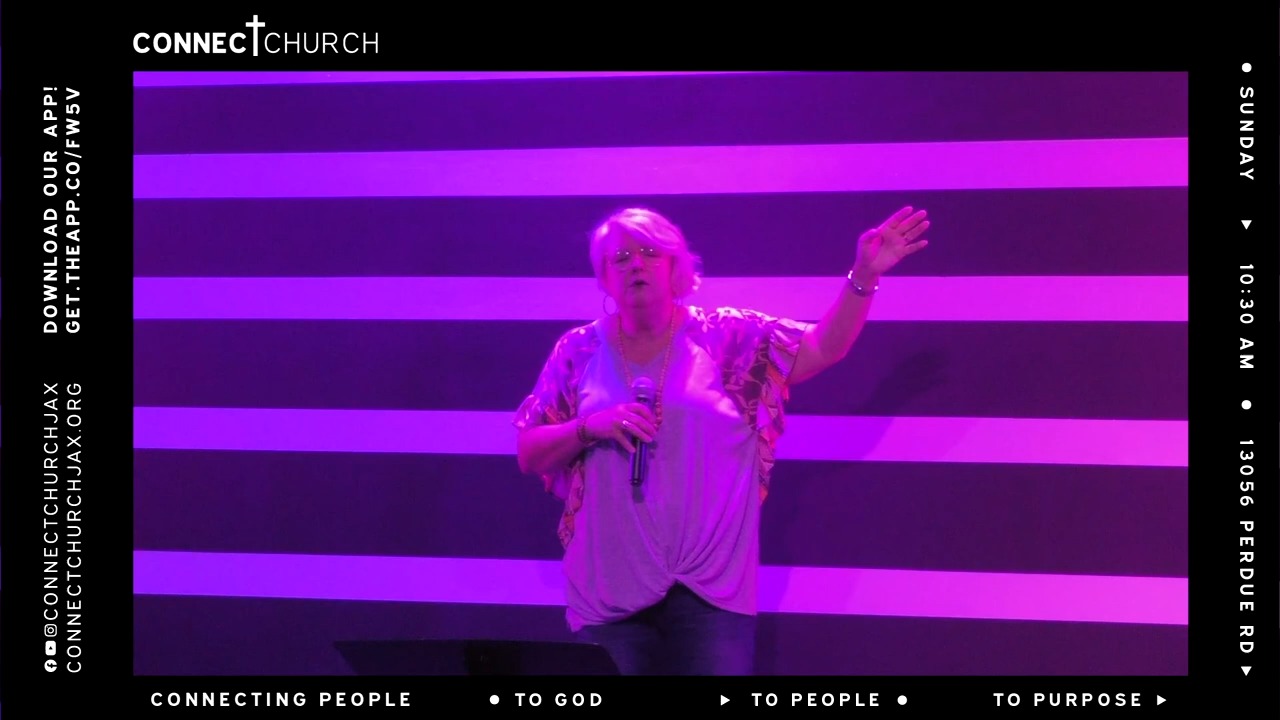 CONNECTCHURCH
DOWNLOAD OUR APP!
GET.THEAPP.CO/FW5V
@CONNECTCHURCHJAX
CONNECTCHURCHJAX.ORG
SUNDAY
10:30 AM
13056 PERDUE RD
CONNECTING PEOPLE
TO GOD
TO PEOPLE
TO PURPOSE